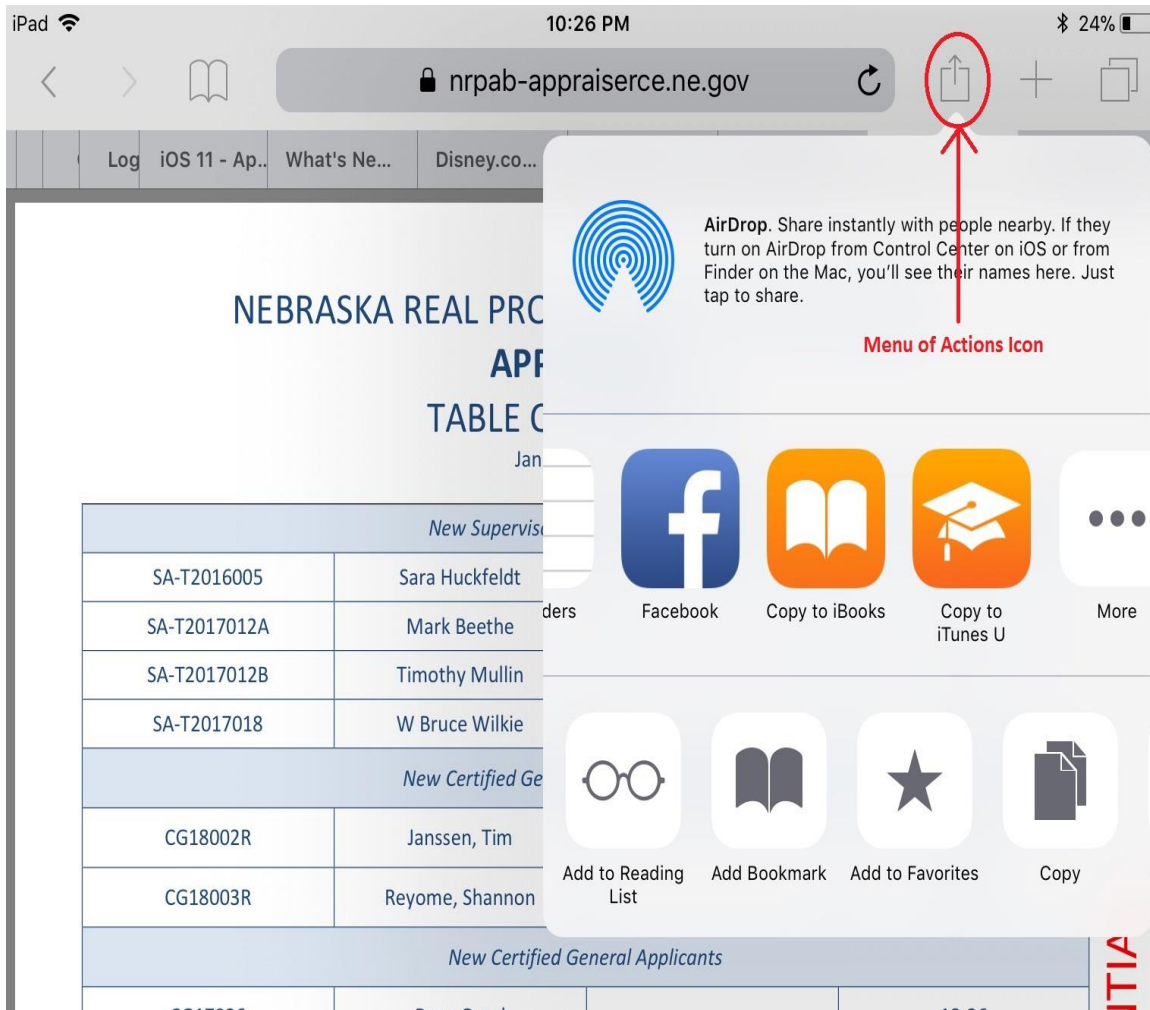 iPad 10:26 PM 24%
nrpab-appraiserce.ne.gov
Log iOS 11 - Ap.. What's Ne... Disney.co...
AirDrop. Share instantly with people nearby. If they
turn on AirDrop from Control Center on iOS or from
Finder on the Mac, you'll see their names here. Just
tap to share.
Menu of Actions Icon
NEBRASKA REAL PRO
APP
TABLE
Jan
Facebook Copy to iBooks Copy to
iTunes U More
ders
Add to Reading
List Add Bookmark Add to Favorites Copy
New Supervis
SA-T2016005 Sara Huckfeldt
SA-T2017012A Mark Beethe
SA-T2017012B Timothy Mullin
SA-T2017018 W Bruce Wilkie
New Certified Ge
CG18002R Janssen, Tim
CG18003R Reyome, Shannon
New Certified General Applicants
NTIA